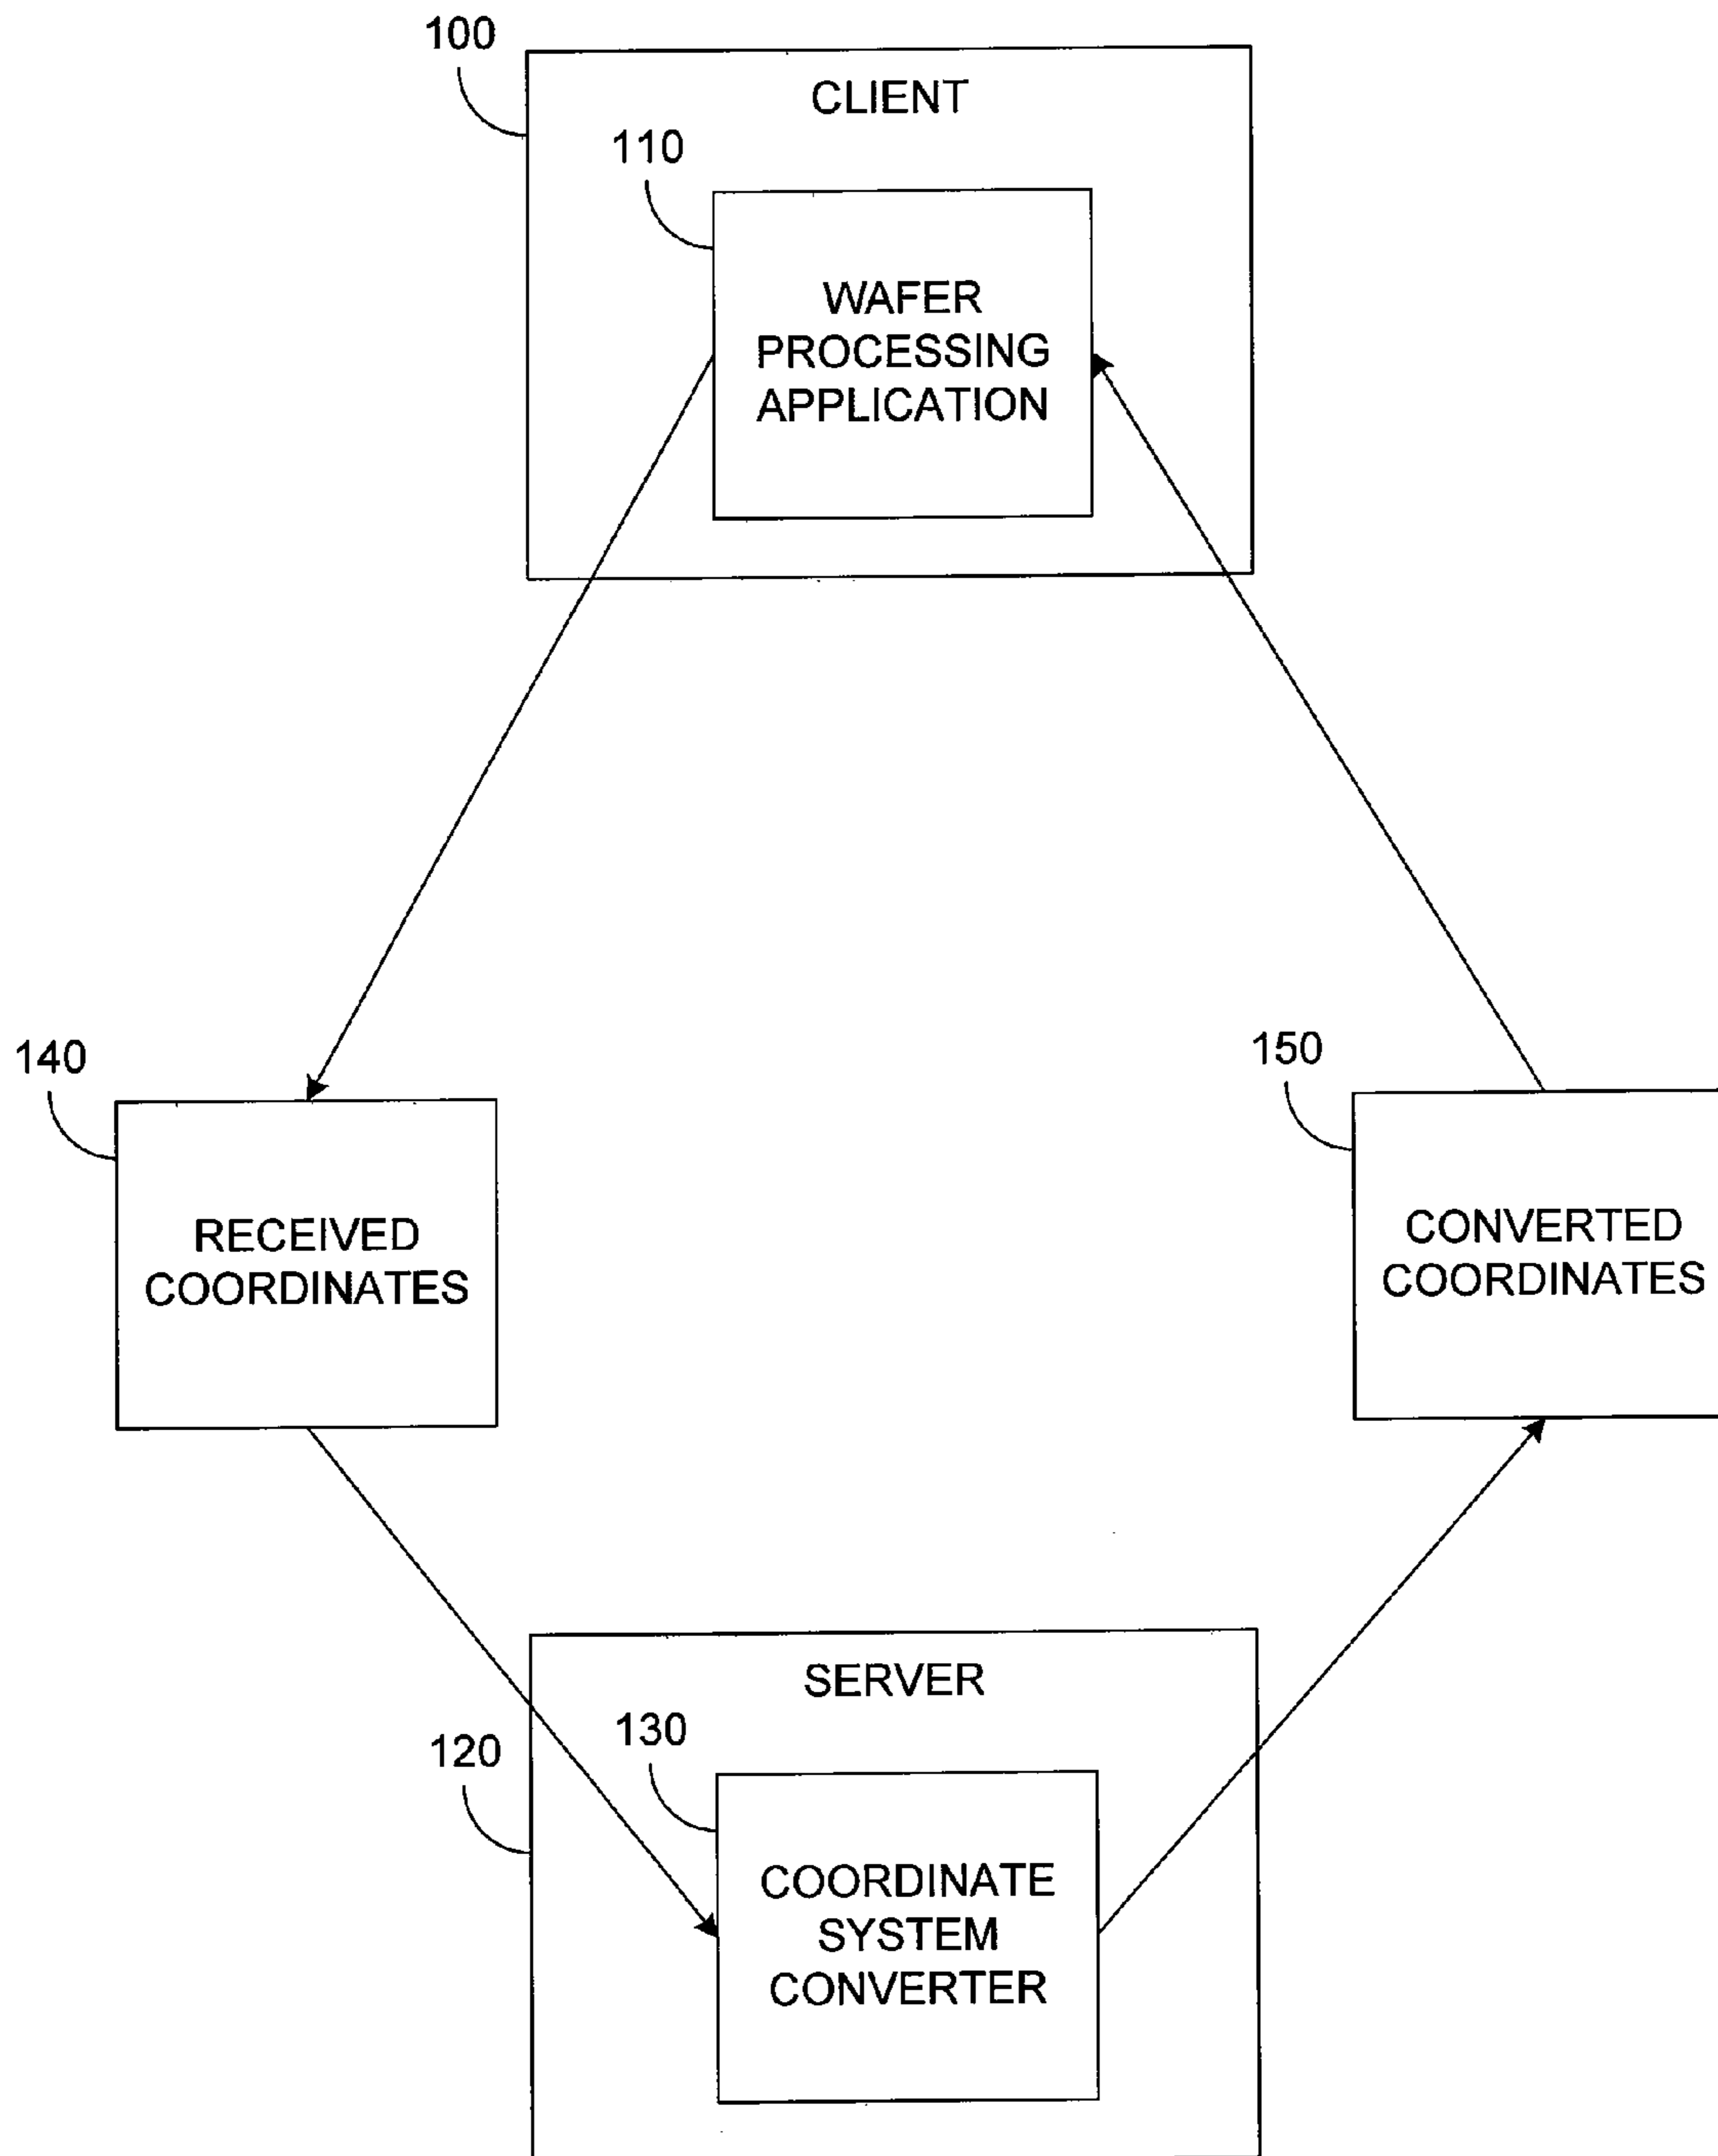 100
CLIENT
110
WAFER
PROCESSING
APPLICATION
140
RECEIVED
COORDINATES
150
CONVERTED
COORDINATES
SERVER
120
130
COORDINATE
SYSTEM
CONVERTER